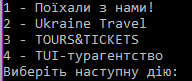 1 - Поїхали з нами!
2 - Ukraine Travel
3 - TOURS&TICKETS
4 - TUI-турагентство
Виберіть наступну дію: